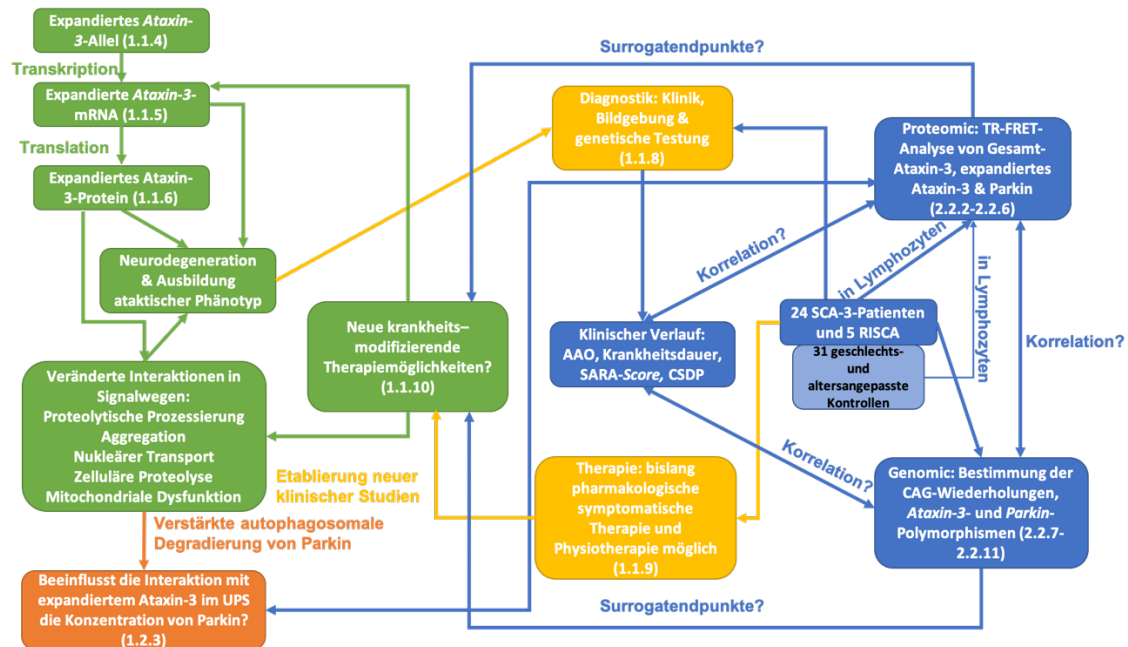 Expandiertes Ataxin-
3-Allel (1.1.4)
Transkription
Expandierte Ataxin-3-
mRNA (1.1.5)
Translation
Expandiertes Ataxin-
3-Protein (1.1.6)
Neurodegeneration
& Ausbildung
ataktischer Phänotyp
Veränderte Interaktionen in
Signalwegen:
Proteolytische Prozessierung
Aggregation
Nukleärer Transport
Zelluläre Proteolyse
Mitochondriale Dysfunktion
Verstärkte autophagosomale
Degradierung von Parkin
Beeinflusst die Interaktion mit
expandiertem Ataxin-3 im UPS
die Konzentration von Parkin?
(1.2.3)
Neue krankheits–
modifizierende
Therapiemöglichkeiten?
(1.1.10)
Etablierung neuer
klinischer Studien
Surrogatendpunkte?
Diagnostik: Klinik,
Bildgebung &
genetische Testung
(1.1.8)
Korrelation?
Klinischer Verlauf:
AAO, Krankheitsdauer,
SARA-Score, CSDP
Korrelation?
Therapie: bislang
pharmakologische
symptomatische
Therapie und
Physiotherapie möglich
(1.1.9)
Surrogatendpunkte?
Proteomic: TR-FRET-
Analyse von Gesamt-
Ataxin-3, expandiertes
Ataxin-3 & Parkin
(2.2.2-2.2.6)
in Lymphozyten
in Lymphozyten
24 SCA-3-Patienten
und 5 RISCA
31 geschlechts-
und
altersangepasste
Kontrollen
Korrelation?
Genomic: Bestimmung der
CAG-Wiederholungen,
Ataxin-3- und Parkin-
Polymorphismen (2.2.7-
2.2.11)